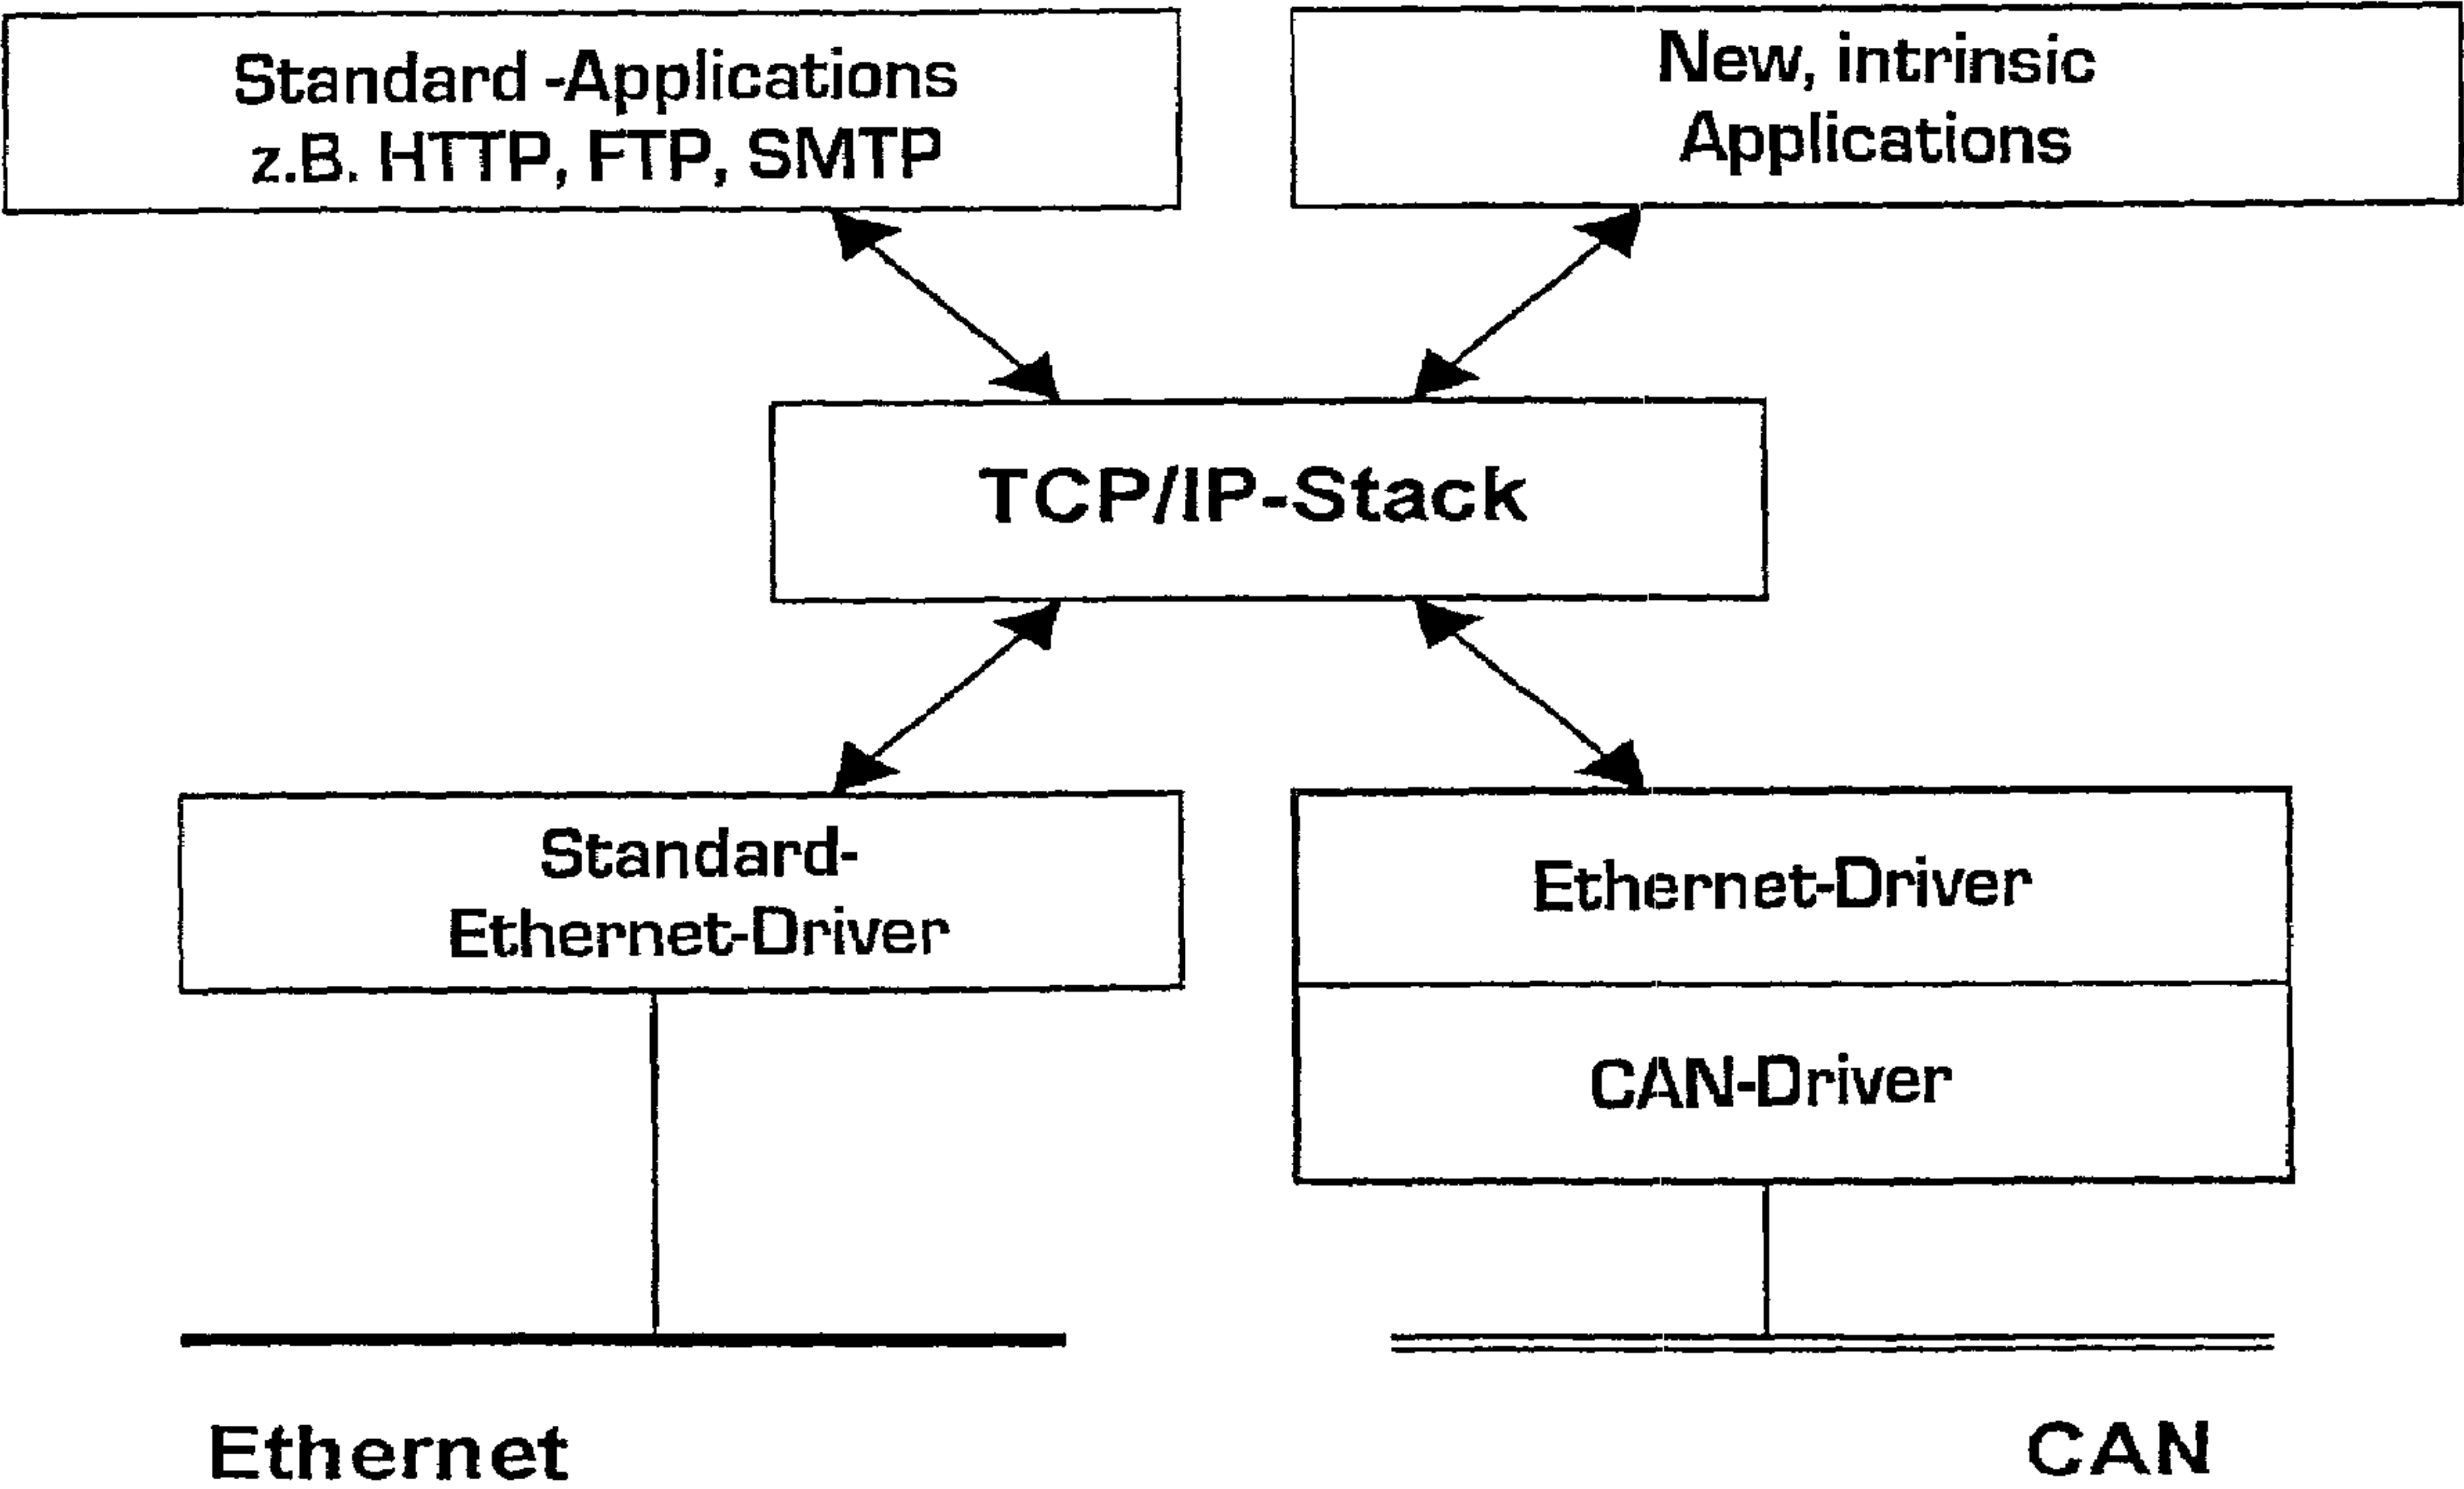 Standard -Applications
z.B. HTTP, FTP, SMTP
New, intrinsic
Applications
TCP/IP-Stack
Standard-
Ethernet-Driver
Ethernet-Driver
CAN-Driver
Ethernet
CAN